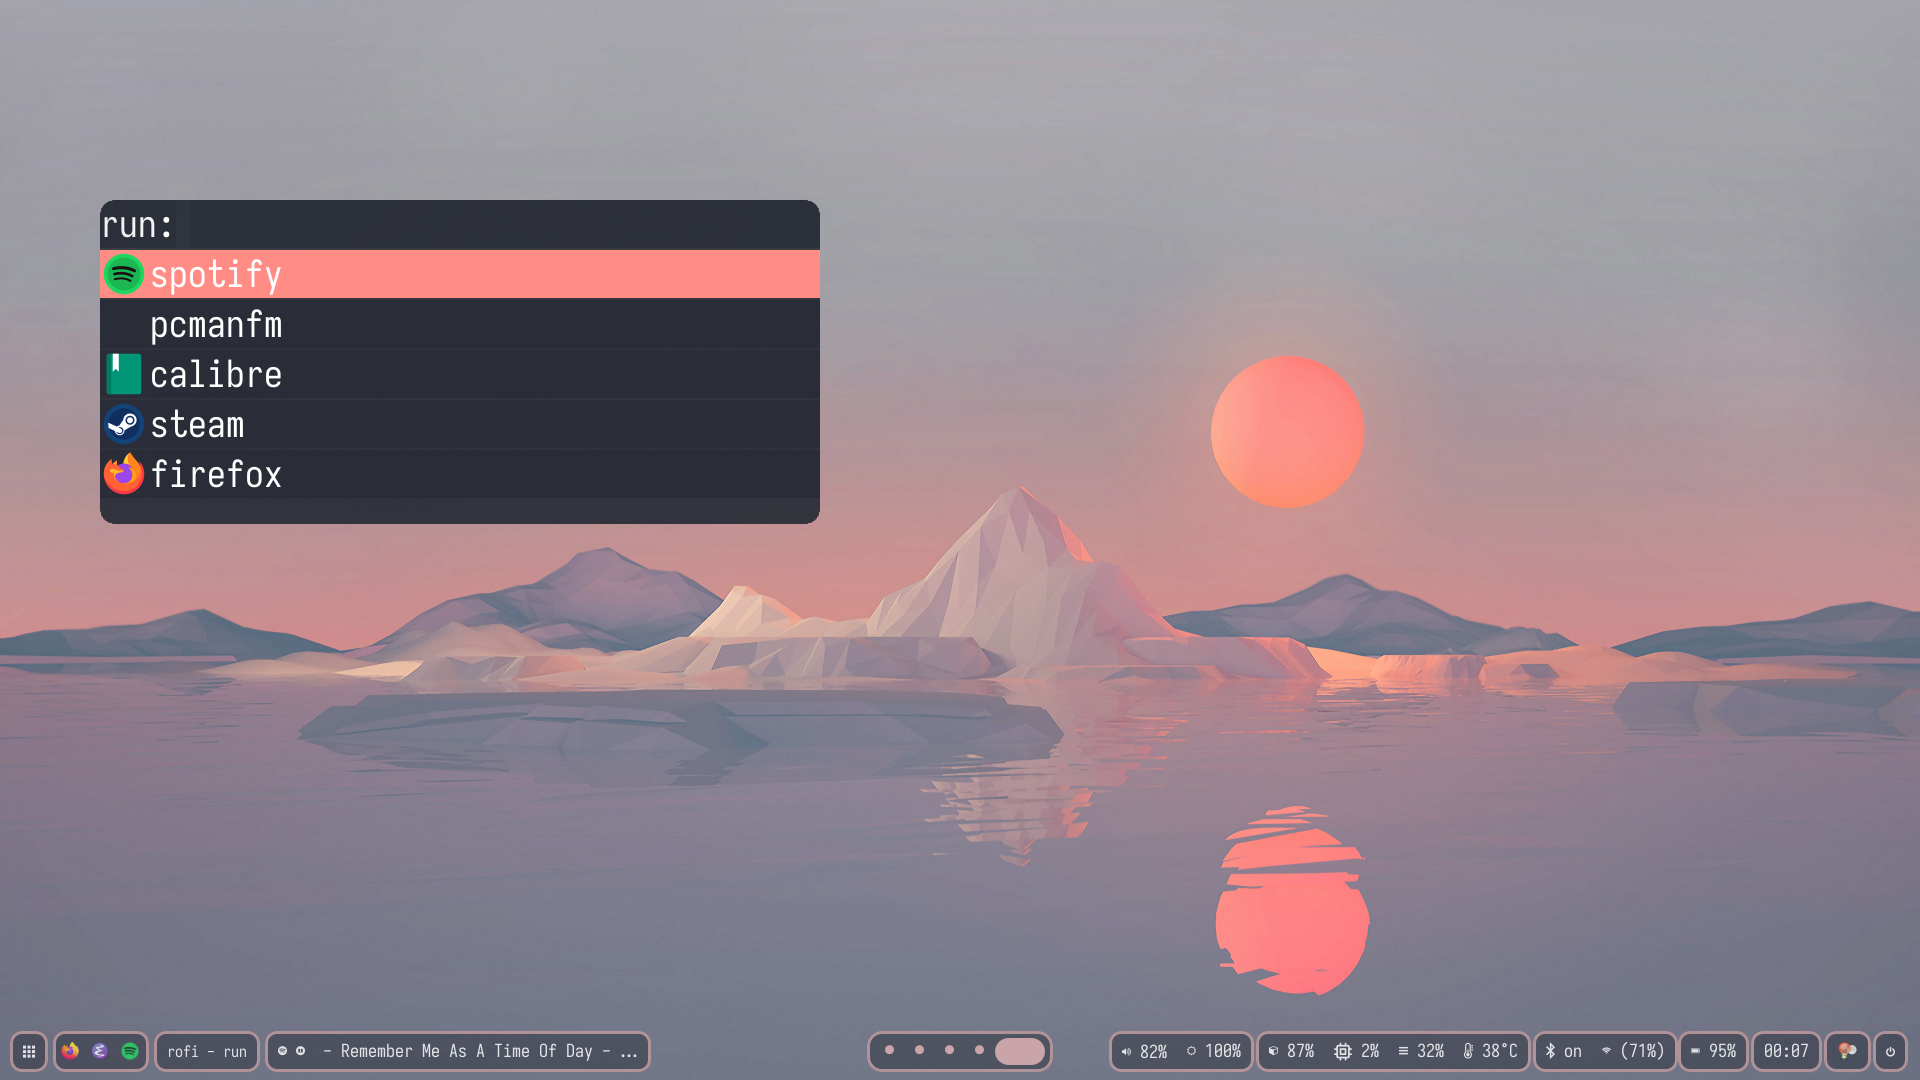 run:
spotify
pcmanfm
calibre
steam
firefox
rofi - run
- Remember Me As A Time Of Day - ...
82% 100%
87% 2% 32% 38°C
on (71%)
95%
00:07